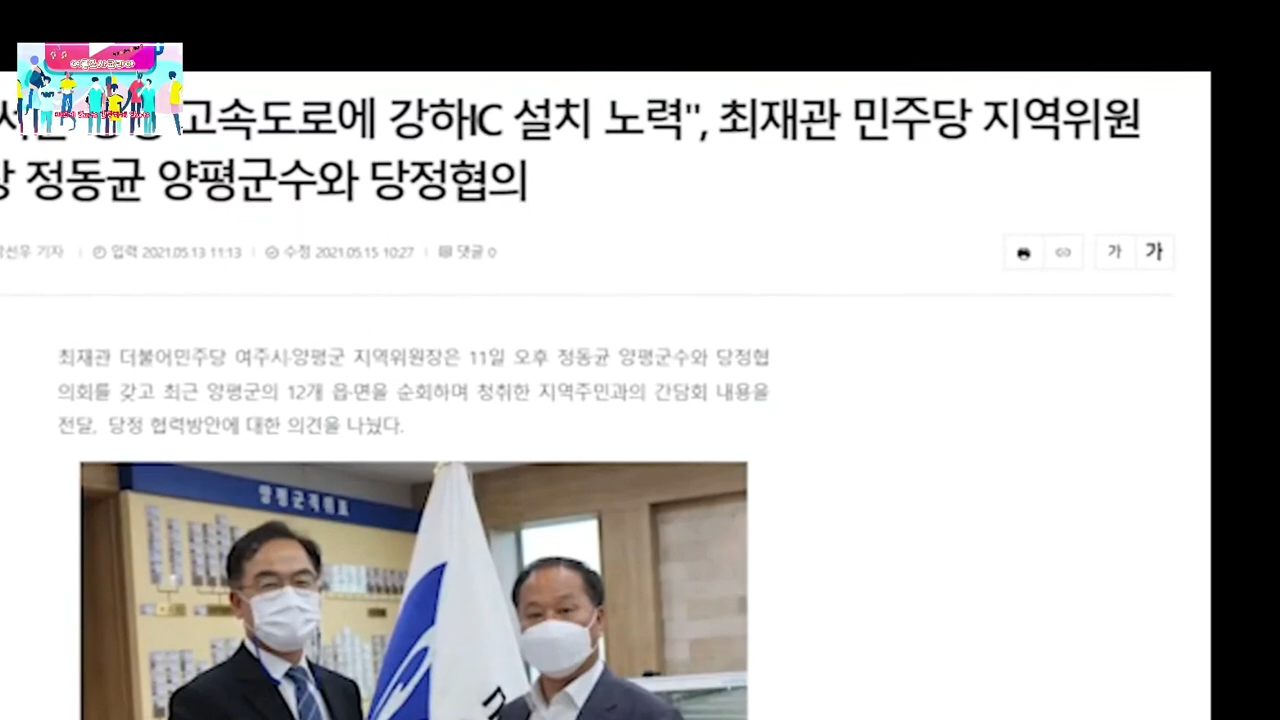 고속도로에 강하IC 설치 노력", 최재관 민주당 지역위원
정동균 양평군수와 당정협의
기자 입력 2021.05.13 11:13 수정 2021.05.15 10:27 댓글 0
가 가
최재관 더불어민주당 여주시·양평군 지역위원장은 11일 오후 정동균 양평군수와 당정협
의회를 갖고 최근 양평군의 12개 읍·면을 순회하며 청취한 지역주민과의 간담회 내용을
전달, 당정 협력방안에 대한 의견을 나눴다.